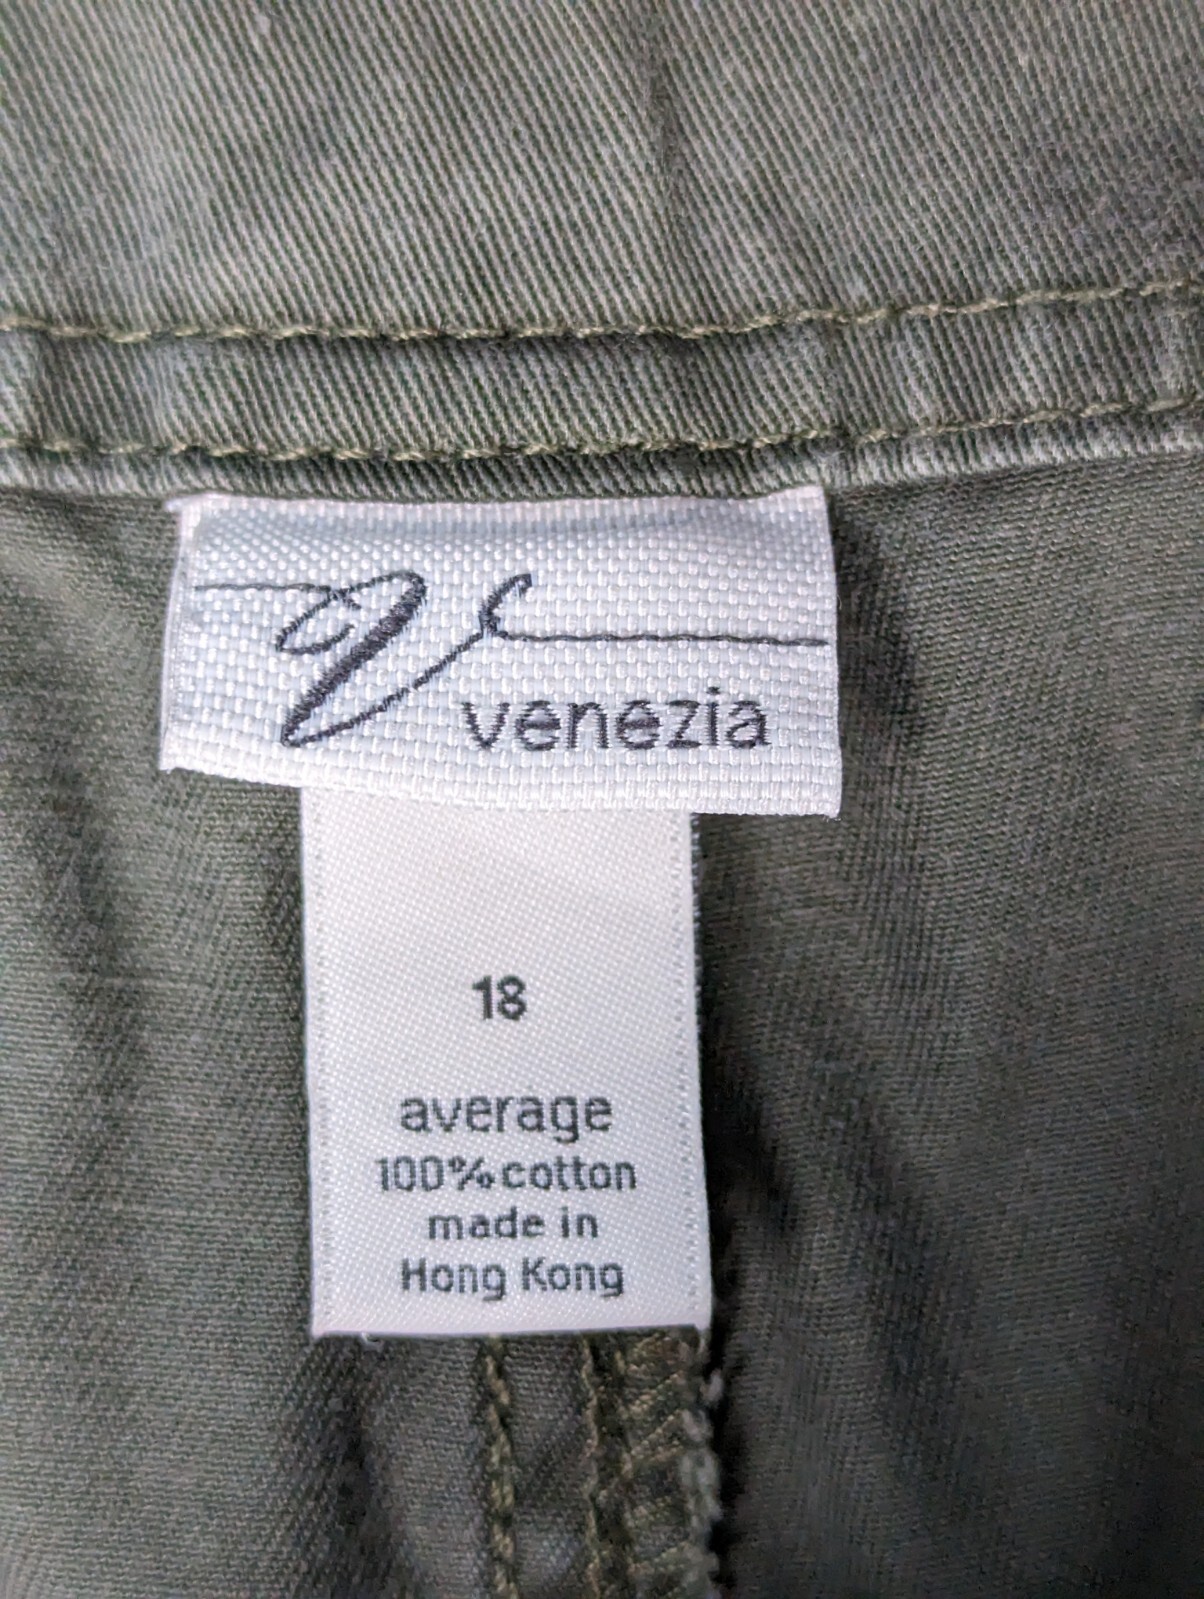 V
venezia
18
average
100% cotton
made in
Hong Kong